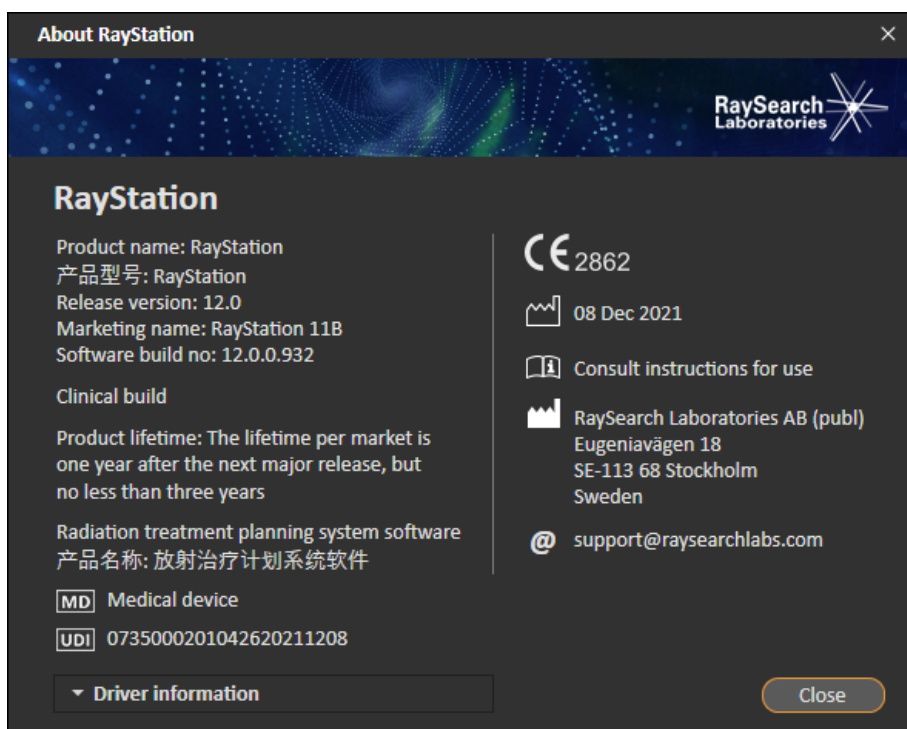 About RayStation
RaySearch
Laboratories
RayStation
Product name: RayStation
产品型号: RayStation
Release version: 12.0
Marketing name: RayStation 11B
Software build no: 12.0.0.932
Clinical build
Product lifetime: The lifetime per market is
one year after the next major release, but
no less than three years
Radiation treatment planning system software
产品名称: 放射治疗计划系统软件
MD Medical device
UDI 0735000201042620211208
Driver information
CE 2862
08 Dec 2021
Consult instructions for use
RaySearch Laboratories AB (publ)
Eugeniavägen 18
SE-113 68 Stockholm
Sweden
@ support@raysearchlabs.com
Close